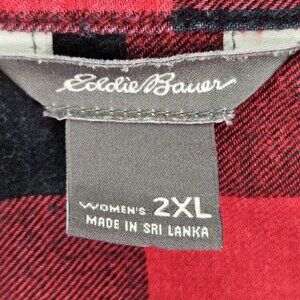 Eddie Bauer
WOMEN'S 2XL
MADE IN SRI LANKA